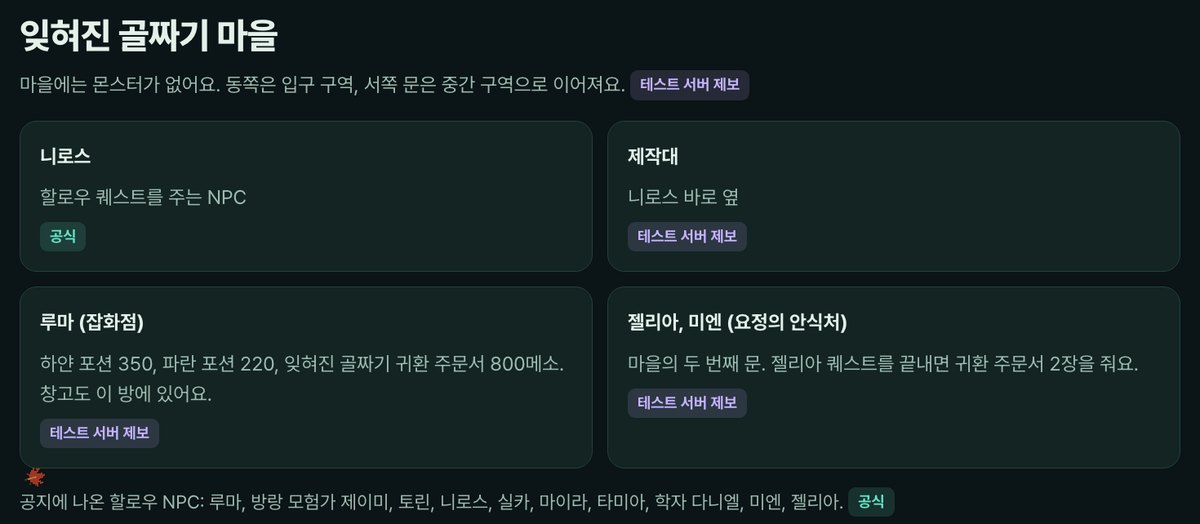 잊혀진 골짜기 마을
마을에는 몬스터가 없어요. 동쪽은 입구 구역, 서쪽 문은 중간 구역으로 이어져요. 테스트 서버 제보
니로스
할로우 퀘스트를 주는 NPC
공식
제작대
니로스 바로 옆
테스트 서버 제보
루마 (잡화점)
하얀 포션 350, 파란 포션 220, 잊혀진 골짜기 귀환 주문서 800메소.
창고도 이 방에 있어요.
테스트 서버 제보
젤리아, 미엔 (요정의 안식처)
마을의 두 번째 문. 젤리아 퀘스트를 끝내면 귀환 주문서 2장을 줘요.
테스트 서버 제보
공지에 나온 할로우 NPC: 루마, 방랑 모험가 제이미, 토린, 니로스, 실카, 마이라, 타미아, 학자 다니엘, 미엔, 젤리아. 공식